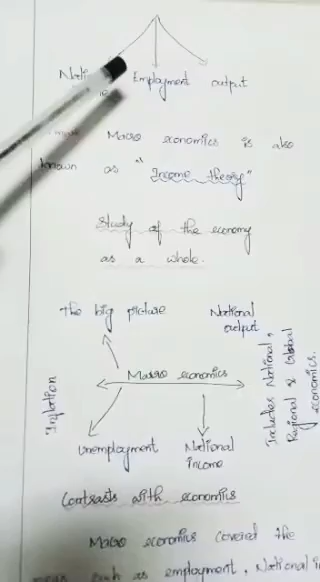 Employment output
Macro economics is also
known as "Income theory"
Study of the economy
as a whole.
The big picture National
output
Inflation
Macro economics
Includes National,
Regional & Global
economics.
Unemployment National
income
Contrasts with economics
Macro economics covered the
such as employment, National